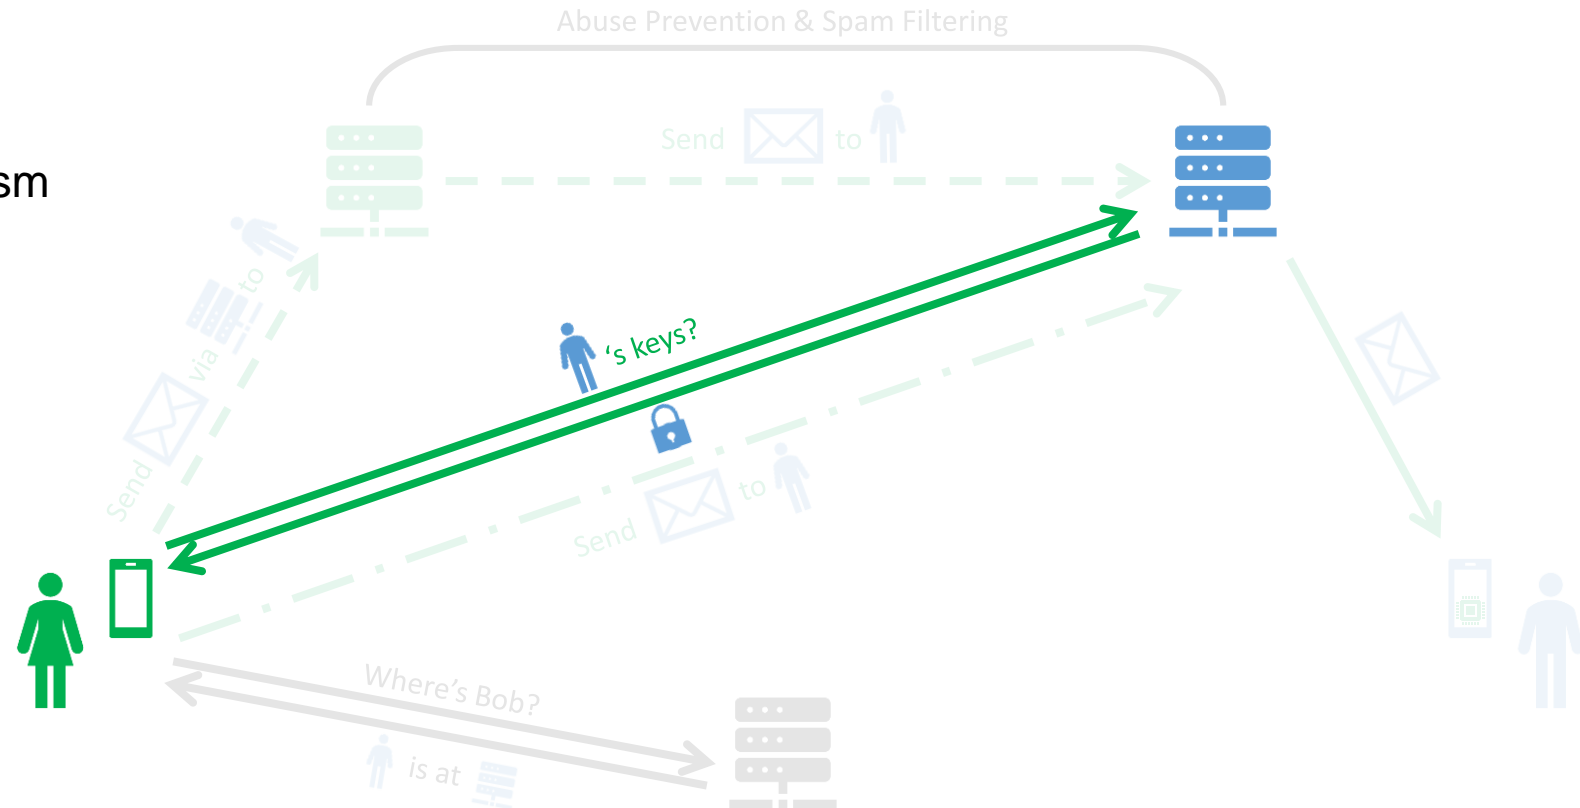 Abuse Prevention & Spam Filtering
Send to
sm
Send via to
‘s keys?
Send to
Where’s Bob?
is at